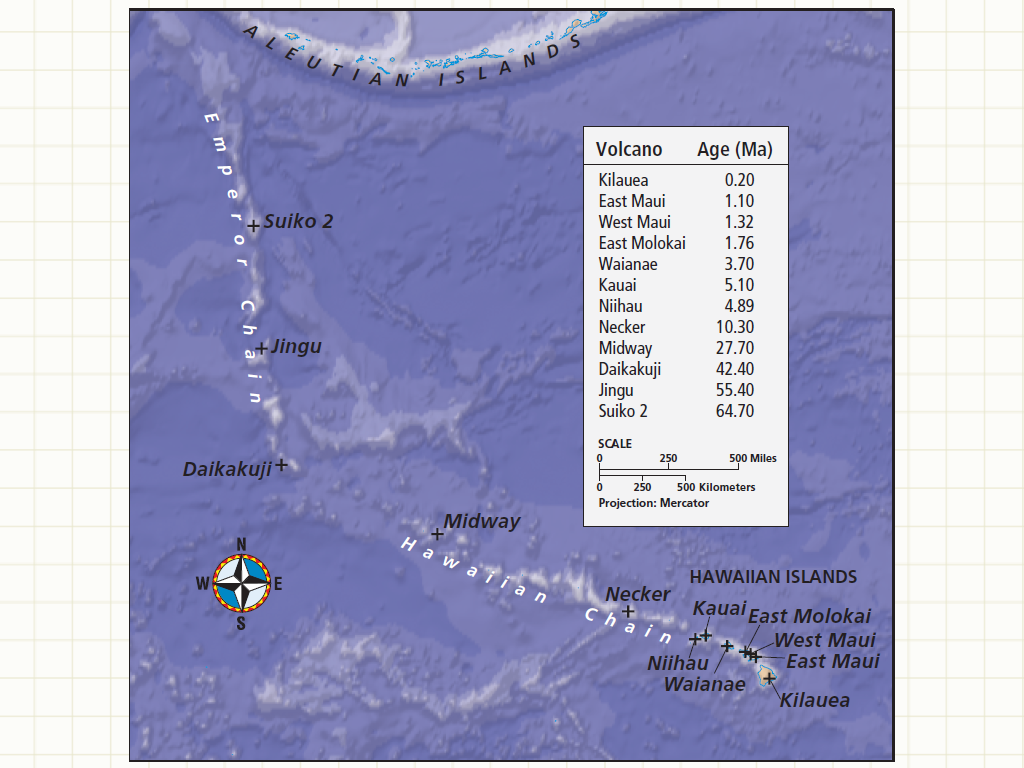 ALEUTIAN ISLANDS
Emperor Chain
Suiko 2
Jingu
Daikakuji
Midway
Hawaiian Chain
Necker
HAWAIIAN ISLANDS
Kauai
East Molokai
West Maui
East Maui
Niihau
Waianae
Kilauea
N
W E
S
Volcano Age (Ma)
Kilauea 0.20
East Maui 1.10
West Maui 1.32
East Molokai 1.76
Waianae 3.70
Kauai 5.10
Niihau 4.89
Necker 10.30
Midway 27.70
Daikakuji 42.40
Jingu 55.40
Suiko 2 64.70
SCALE
0 250 500 Miles
0 250 500 Kilometers
Projection: Mercator